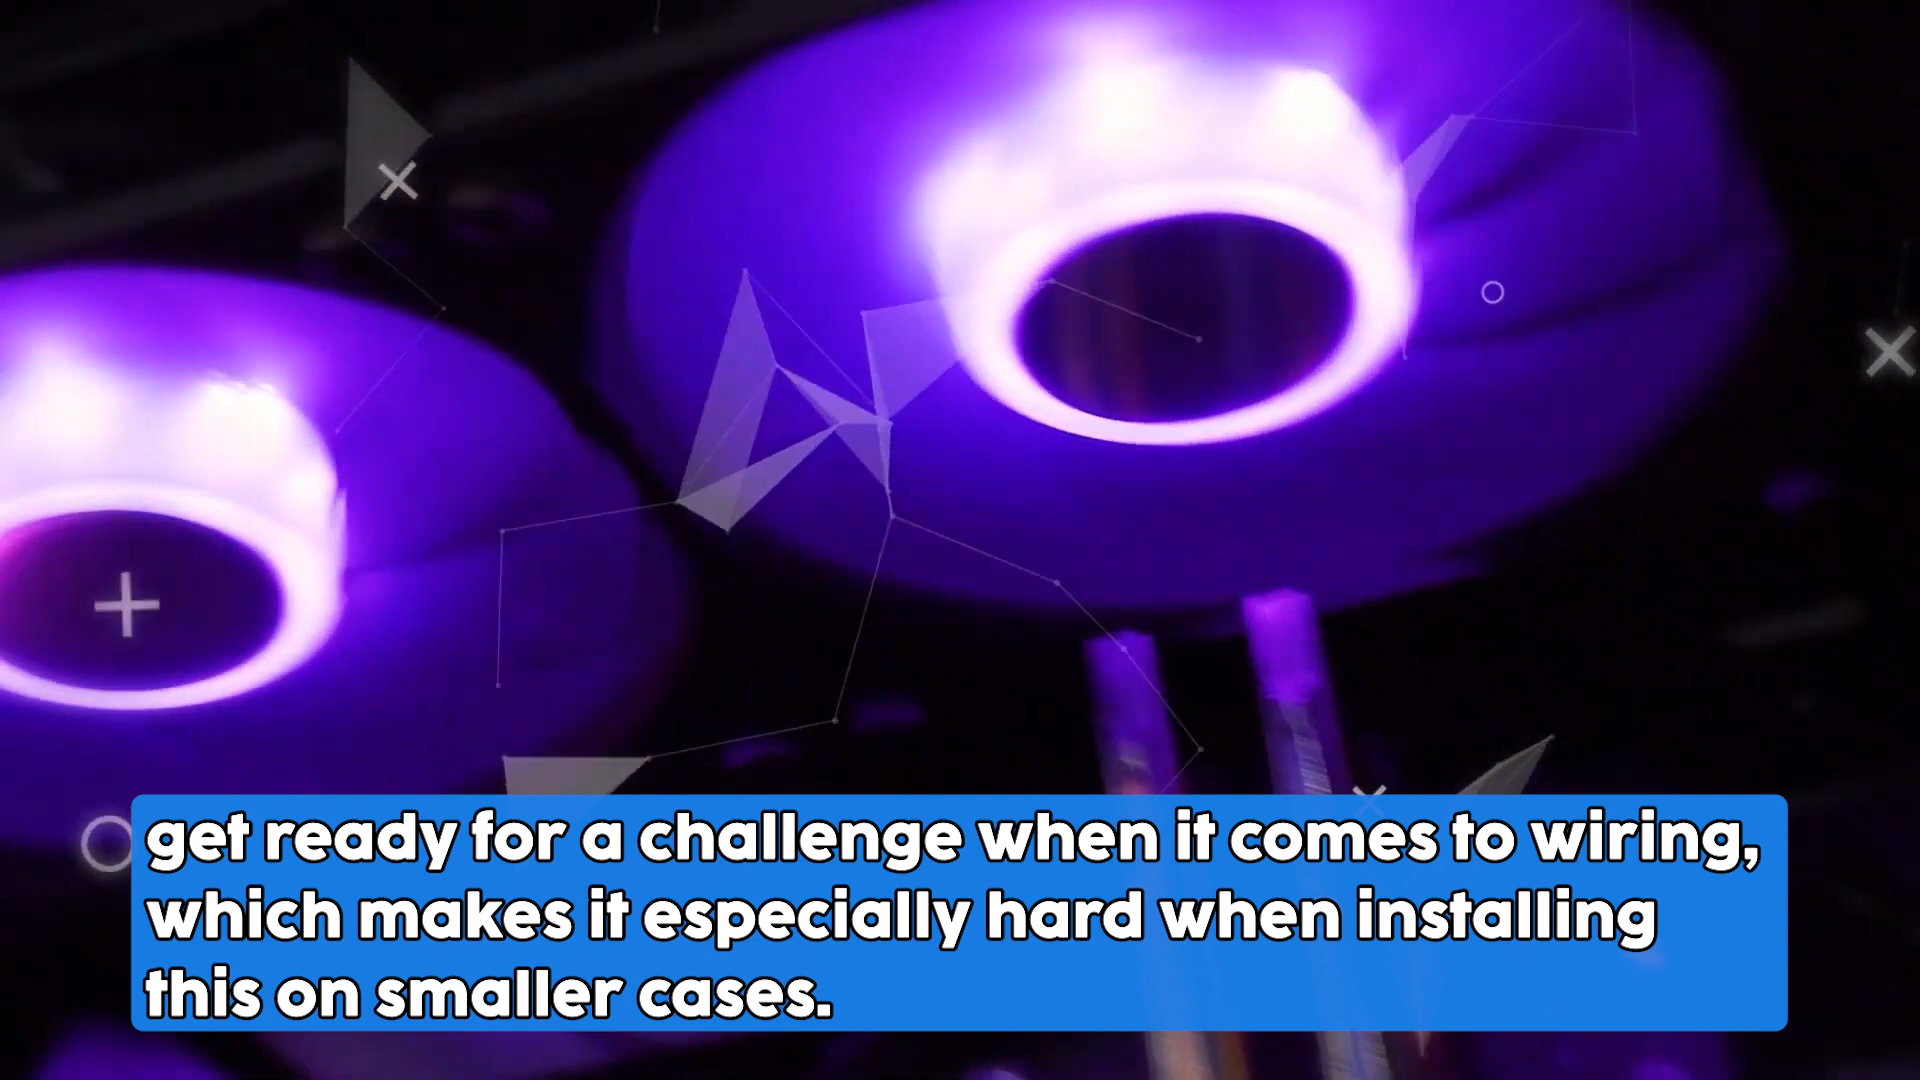 get ready for a challenge when it comes to wiring,
which makes it especially hard when installing
this on smaller cases.